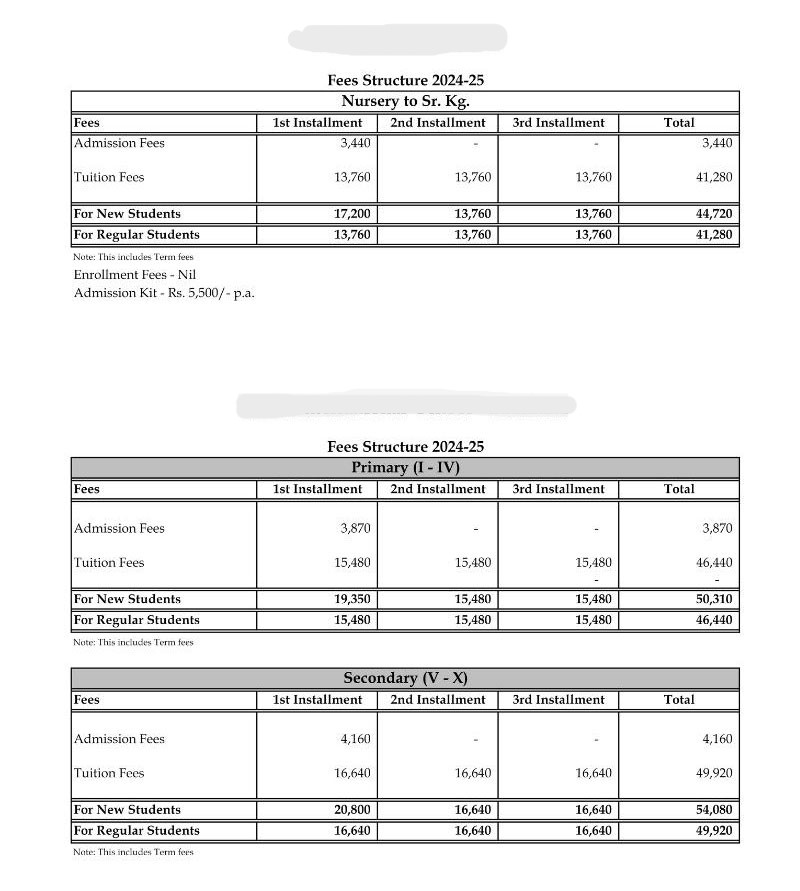 Fees Structure 2024-25
Nursery to Sr. Kg.
Fees 1st Installment 2nd Installment 3rd Installment Total
Admission Fees 3,440 - - 3,440
Tuition Fees 13,760 13,760 13,760 41,280
For New Students 17,200 13,760 13,760 44,720
For Regular Students 13,760 13,760 13,760 41,280
Note: This includes Term fees
Enrollment Fees - Nil
Admission Kit - Rs. 5,500/- p.a.
Fees Structure 2024-25
Primary (I - IV)
Fees 1st Installment 2nd Installment 3rd Installment Total
Admission Fees 3,870 - - 3,870
Tuition Fees 15,480 15,480 15,480 46,440
- -
For New Students 19,350 15,480 15,480 50,310
For Regular Students 15,480 15,480 15,480 46,440
Note: This includes Term fees
Secondary (V - X)
Fees 1st Installment 2nd Installment 3rd Installment Total
Admission Fees 4,160 - - 4,160
Tuition Fees 16,640 16,640 16,640 49,920
For New Students 20,800 16,640 16,640 54,080
For Regular Students 16,640 16,640 16,640 49,920
Note: This includes Term fees